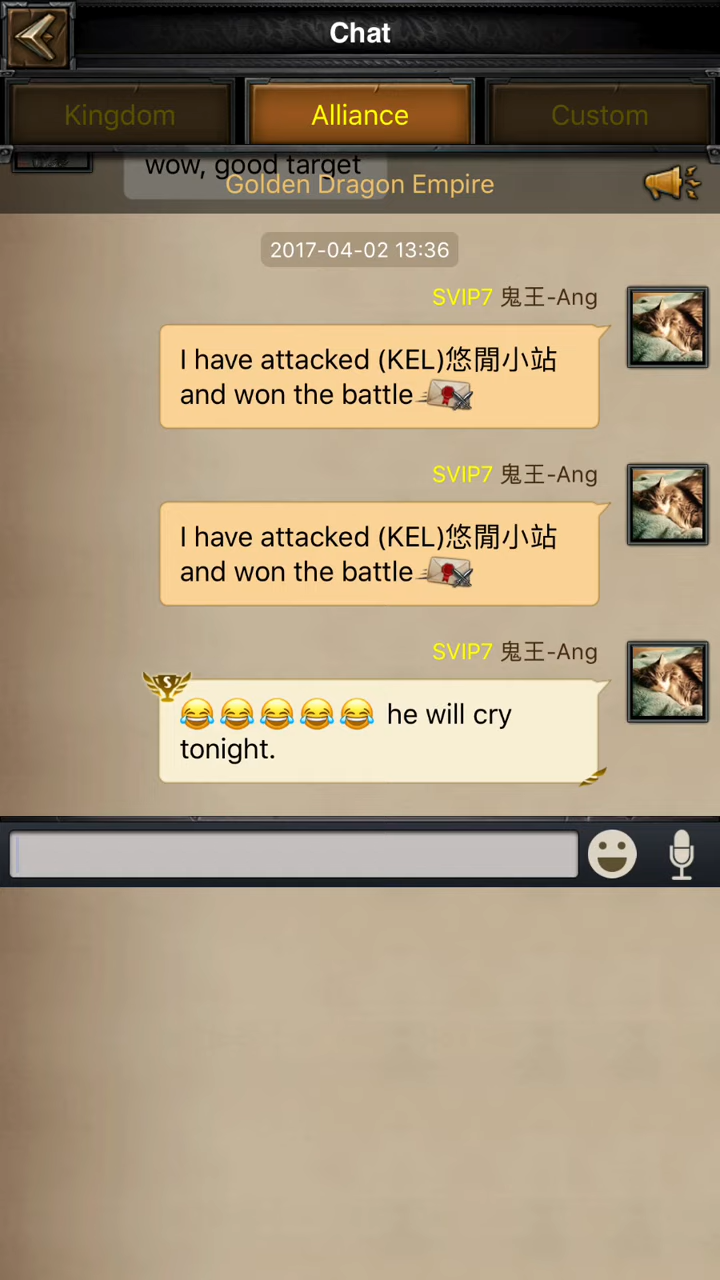 Chat
Kingdom
Alliance
Custom
wow, good target
Golden Dragon Empire
2017-04-02 13:36
SVIP7 鬼王-Ang
I have attacked (KEL)悠閒小站
and won the battle
SVIP7 鬼王-Ang
I have attacked (KEL)悠閒小站
and won the battle
SVIP7 鬼王-Ang
S
😂😂😂😂😂 he will cry
tonight.